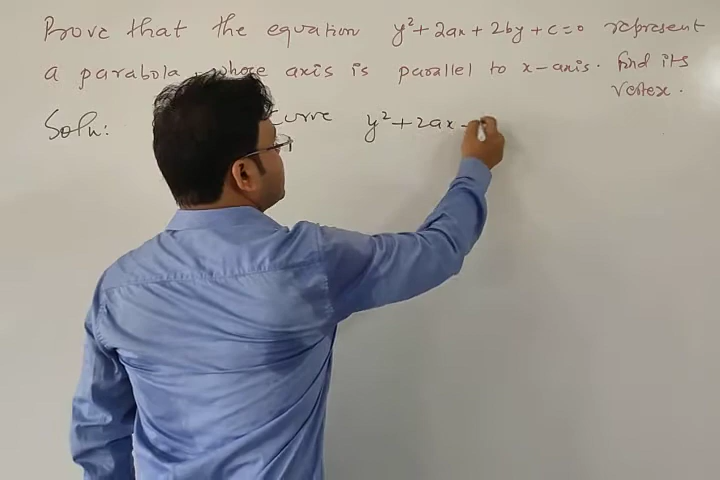 Prove that the equation y²+2ax+2by+c=0 represent
a parabola whose axis is parallel to x-axis. find its
vertex.
Soln: Curve y²+2ax